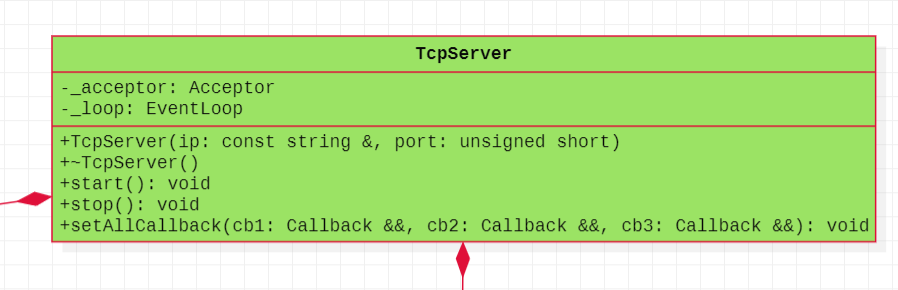 TcpServer
-_acceptor: Acceptor
-_loop: EventLoop
+TcpServer(ip: const string &, port: unsigned short)
+~TcpServer()
+start(): void
+stop(): void
+setAllCallback(cb1: Callback &&, cb2: Callback &&, cb3: Callback &&): void